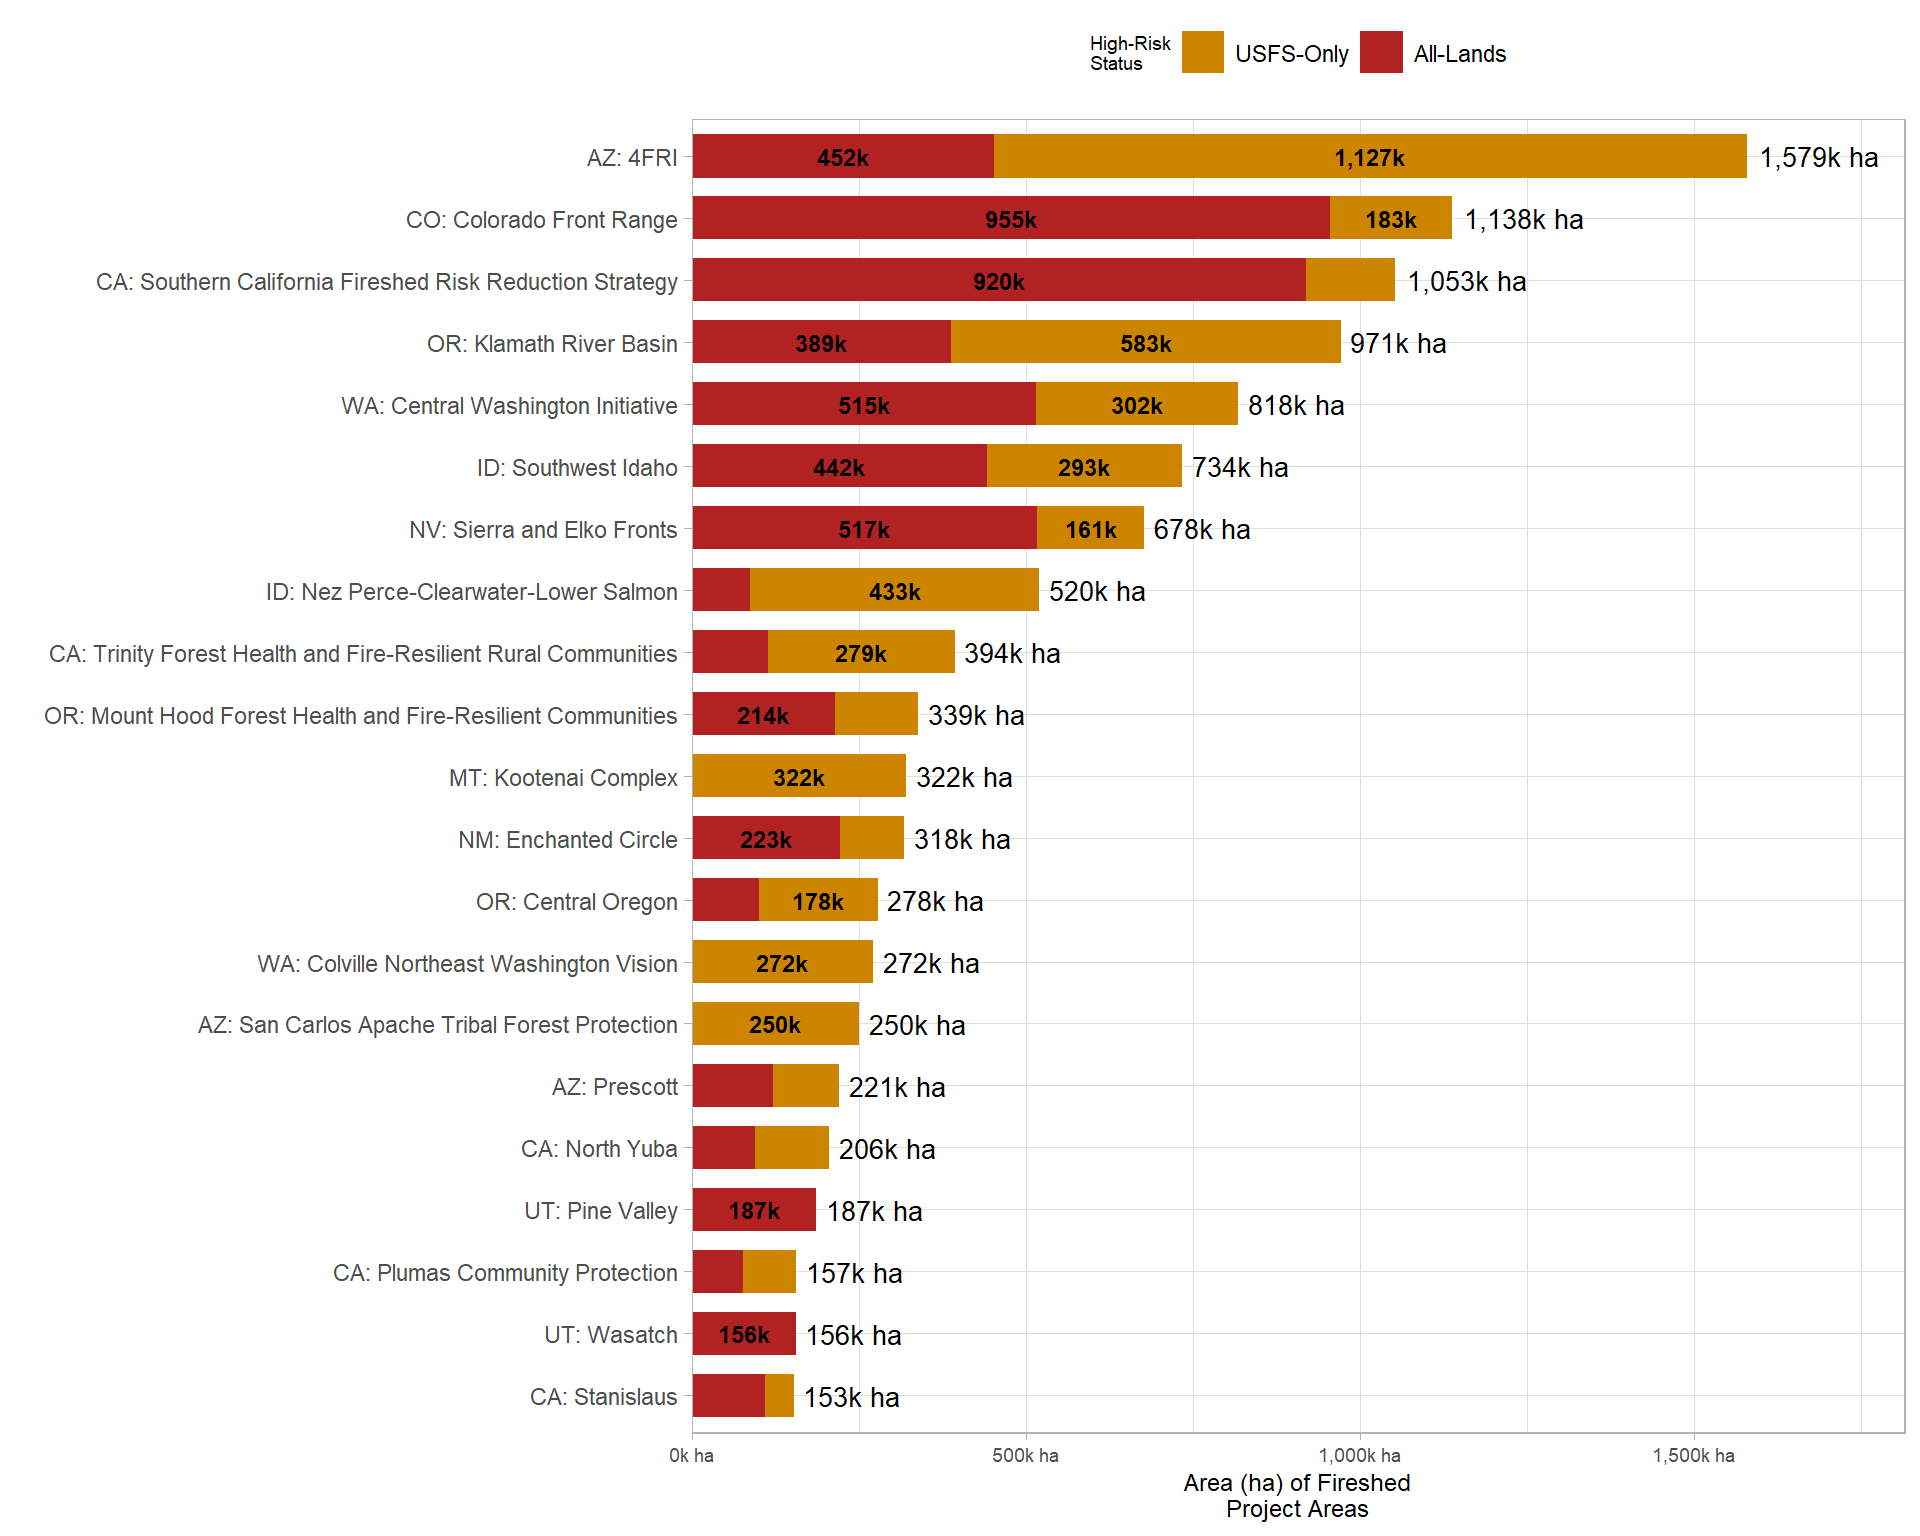 High-Risk
Status
USFS-Only
All-Lands
AZ: 4FRI 452k 1,127k 1,579k ha
CO: Colorado Front Range 955k 183k 1,138k ha
CA: Southern California Fireshed Risk Reduction Strategy 920k 1,053k ha
OR: Klamath River Basin 389k 583k 971k ha
WA: Central Washington Initiative 515k 302k 818k ha
ID: Southwest Idaho 442k 293k 734k ha
NV: Sierra and Elko Fronts 517k 161k 678k ha
ID: Nez Perce-Clearwater-Lower Salmon 433k 520k ha
CA: Trinity Forest Health and Fire-Resilient Rural Communities 279k 394k ha
OR: Mount Hood Forest Health and Fire-Resilient Communities 214k 339k ha
MT: Kootenai Complex 322k 322k ha
NM: Enchanted Circle 223k 318k ha
OR: Central Oregon 178k 278k ha
WA: Colville Northeast Washington Vision 272k 272k ha
AZ: San Carlos Apache Tribal Forest Protection 250k 250k ha
AZ: Prescott 221k ha
CA: North Yuba 206k ha
UT: Pine Valley 187k 187k ha
CA: Plumas Community Protection 157k ha
UT: Wasatch 156k 156k ha
CA: Stanislaus 153k ha
0k ha 500k ha 1,000k ha 1,500k ha
Area (ha) of Fireshed
Project Areas